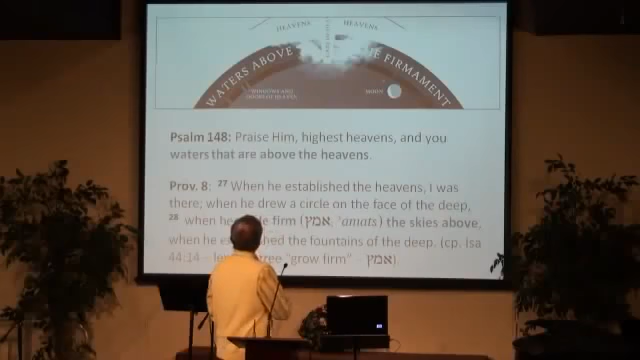 HEAVENS
HEAVENS
WATERS ABOVE
FIRMAMENT
MOON
Psalm 148: Praise Him, highest heavens, and you
waters that are above the heavens.
Prov. 8: 27 When he established the heavens, I was
there; when he drew a circle on the face of the deep,
28 when he firm (אמץ, 'amats) the skies above,
when he the fountains of the deep. (cp. Isa
44:14 – "grow firm" – אמץ).